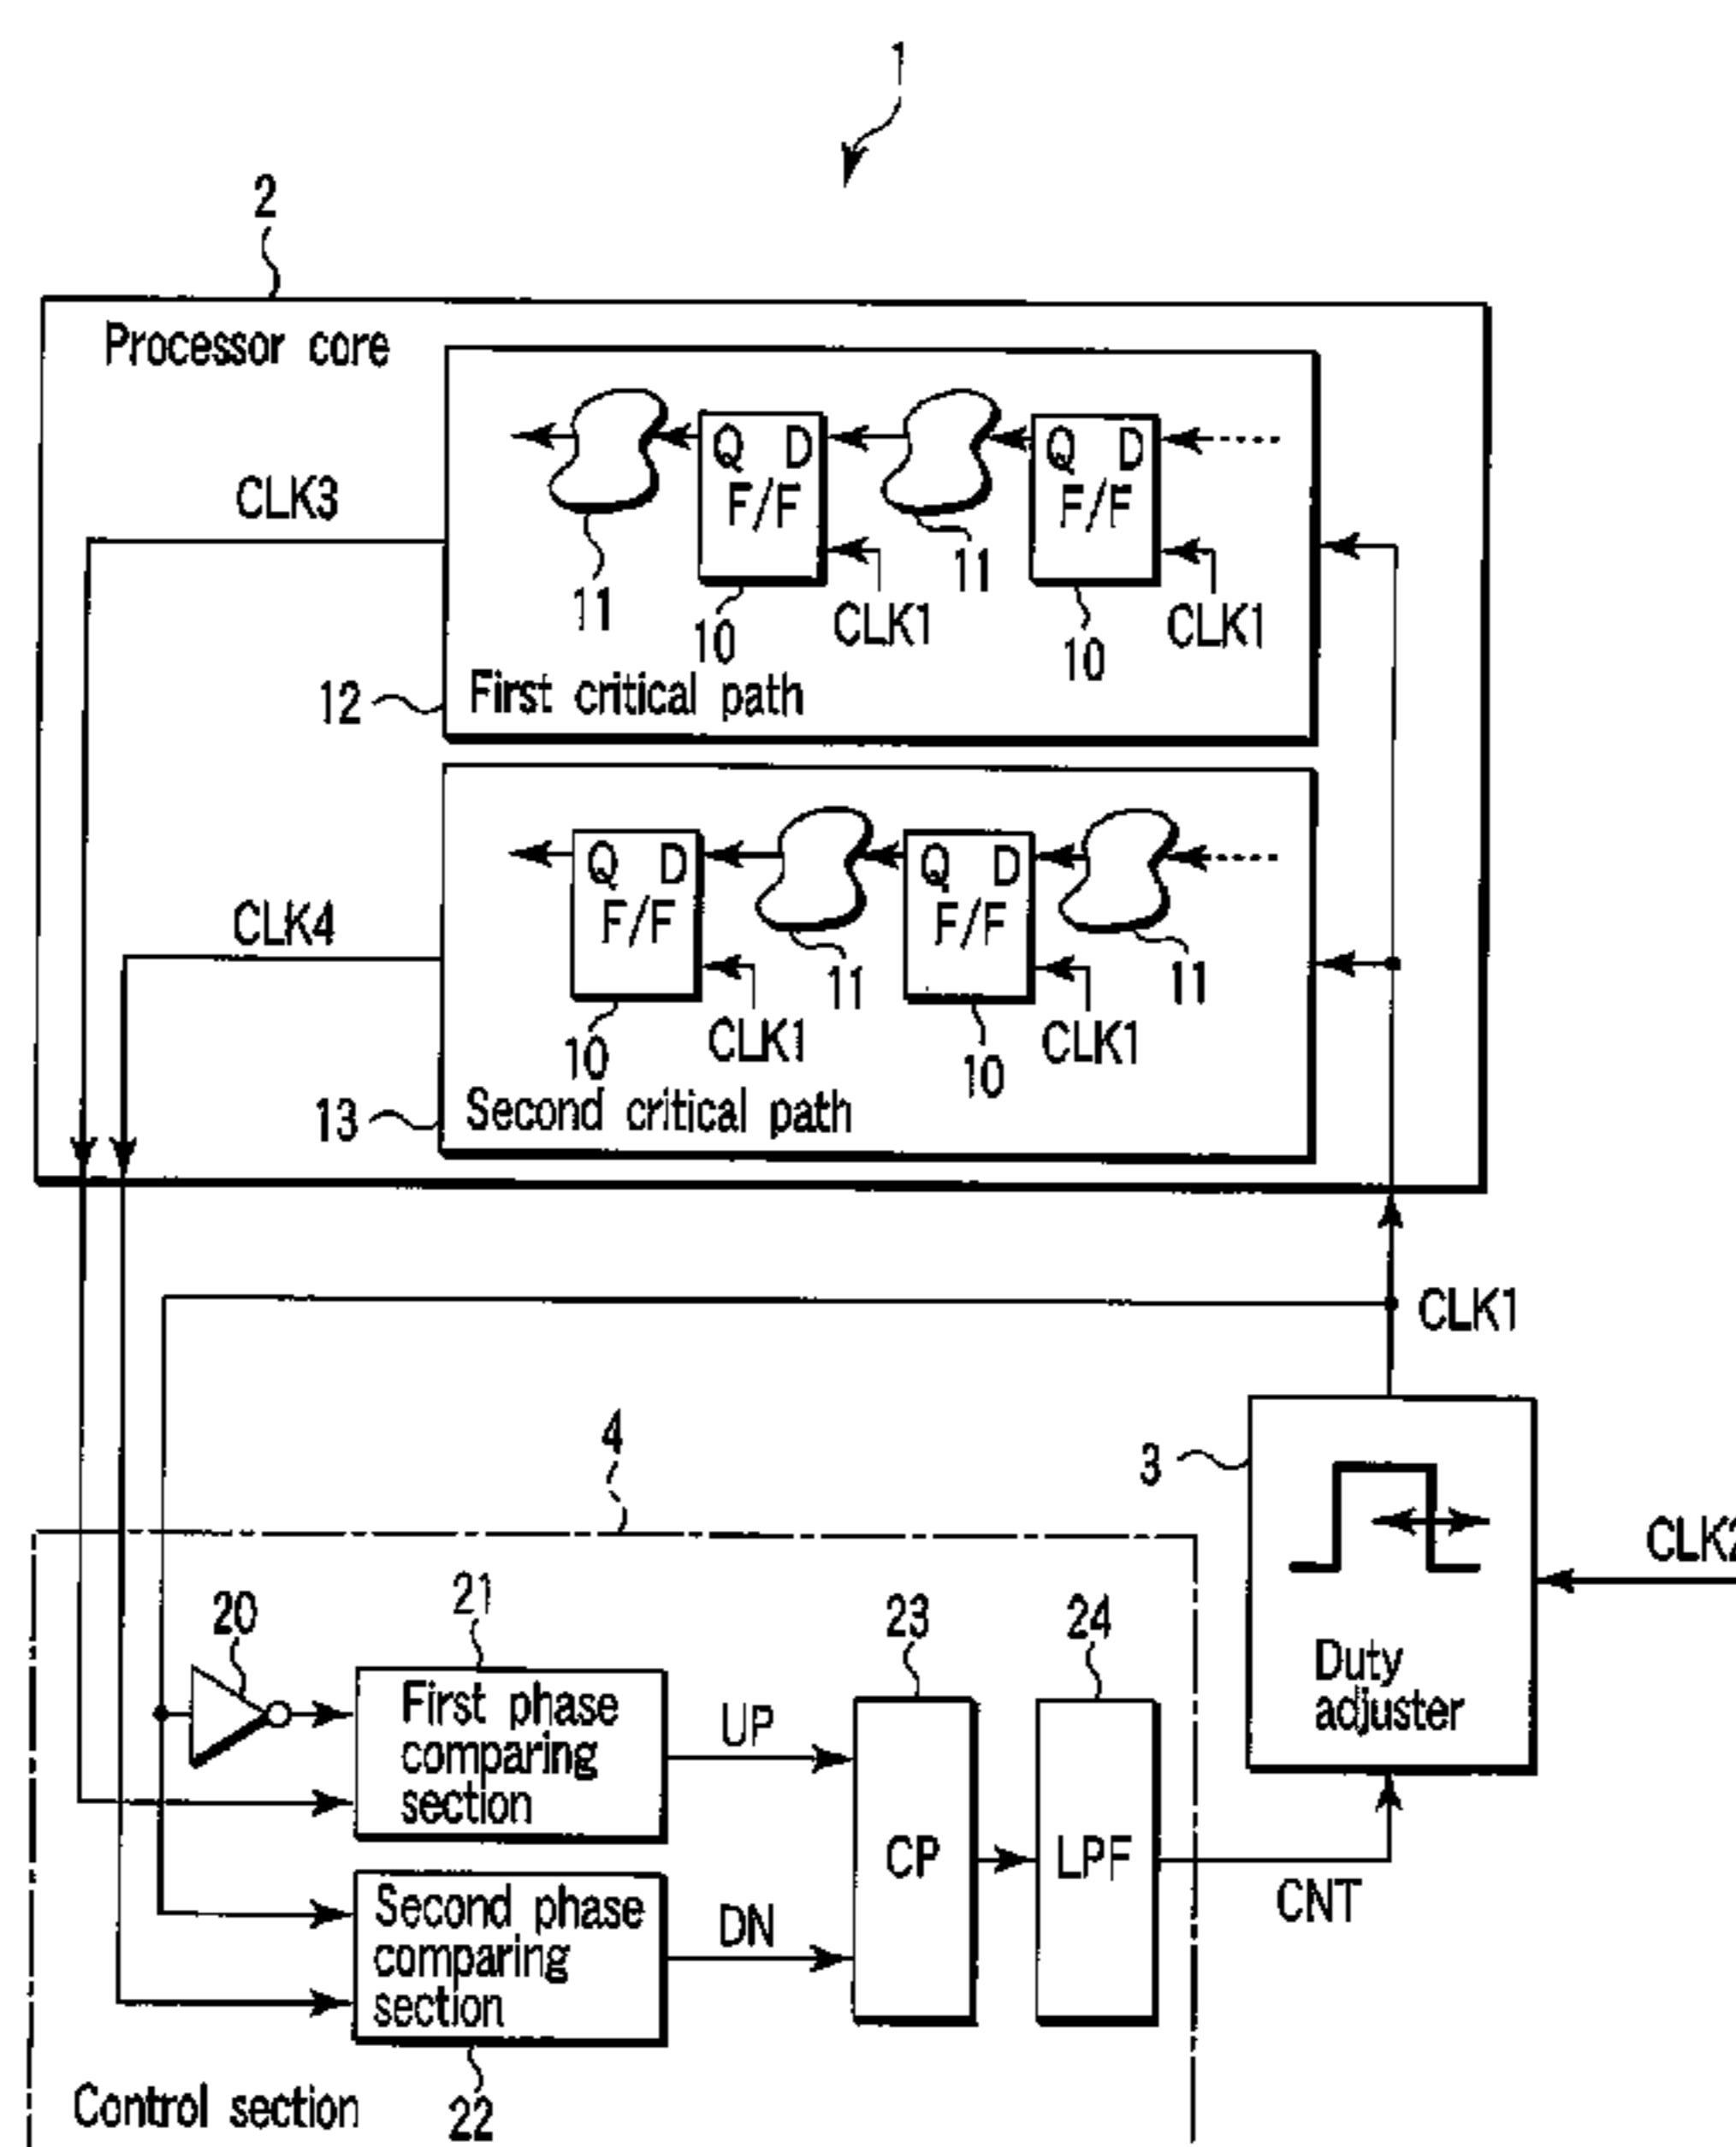 1
2
Processor core
Q D
F/F
Q D
F/F
CLK3
11
10
CLK1
11
10
CLK1
12
First critical path
Q D
F/F
Q D
F/F
CLK4
10
CLK1
11
10
CLK1
11
13
Second critical path
CLK1
4
3
CLK2
20
21
23
24
Duty
adjuster
First phase
comparing
section
UP
CP
LPF
CNT
Second phase
comparing
section
DN
22
Control section